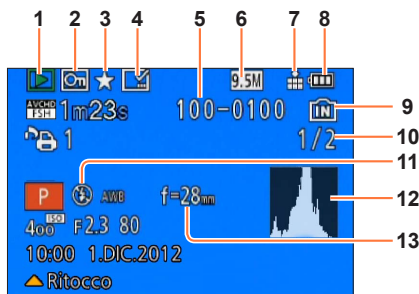 1 2 3 4 5 6 7 8
9.5M
AVCHD FSH 1m23s 100-0100 IN 9
1 1/2 10
11
P AWB f=28mm 12
400 ISO F2.3 80 13
10:00 1.DIC.2012
Ritocco